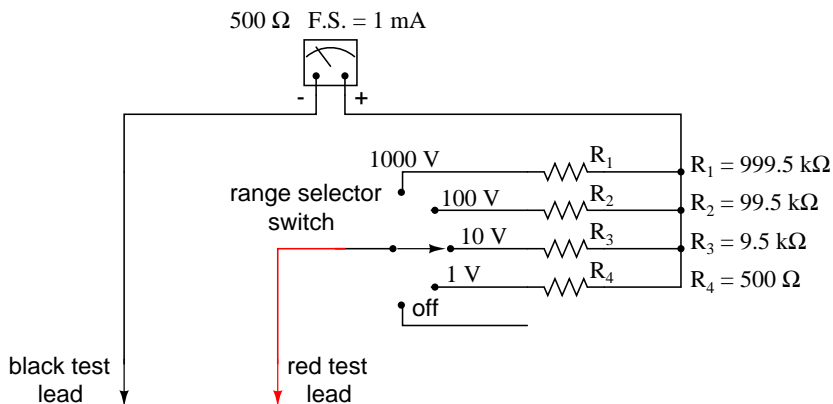 500 Ω F.S. = 1 mA
- +
1000 V R1 R1 = 999.5 kΩ
range selector
switch
100 V R2 R2 = 99.5 kΩ
10 V R3 R3 = 9.5 kΩ
1 V R4 R4 = 500 Ω
off
black test
lead
red test
lead